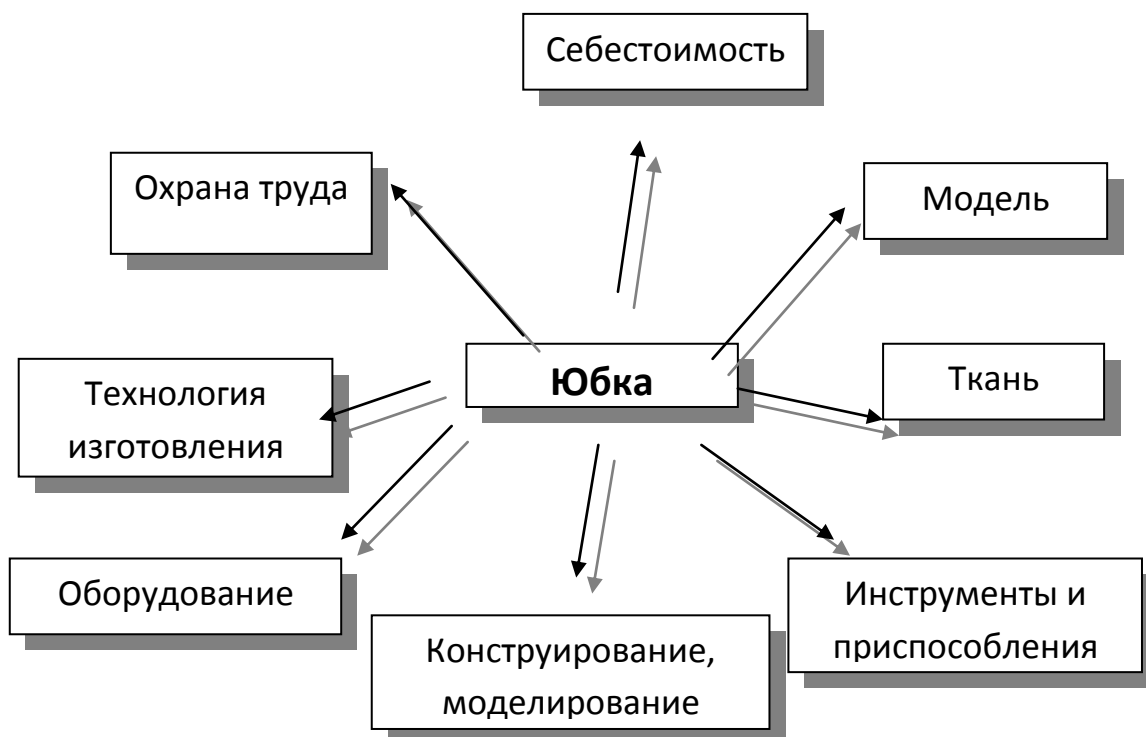 Себестоимость
Охрана труда
Модель
Юбка
Ткань
Технология
изготовления
Оборудование
Инструменты и
приспособления
Конструирование,
моделирование